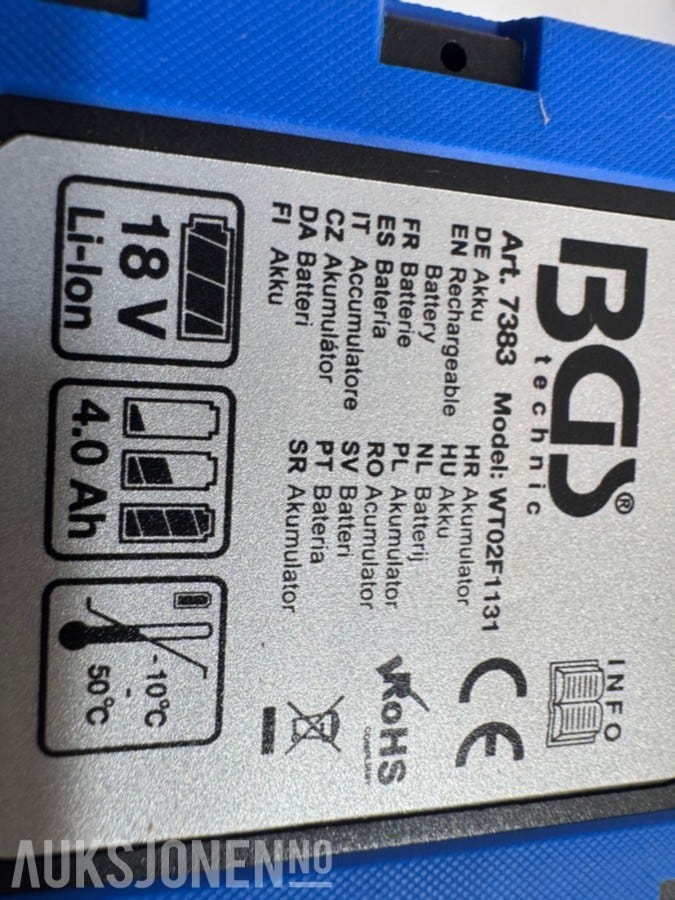 BGS®
technic
INFO
Art. 7383 Model: WT02F1131
DE Akku
EN Rechargeable
Battery
FR Batterie
ES Batería
IT Accumulatore
CZ Akumulátor
DA Batteri
FI Akku
HR Akumulator
HU Akku
NL Batterij
PL Akumulator
RO Acumulator
SV Batteri
PT Bateria
SR Akumulator
CE
RoHS
COMPLIANT
18 V
Li-Ion
4.0 Ah
-10°C
-
50°C
AUKSJONEN.NO